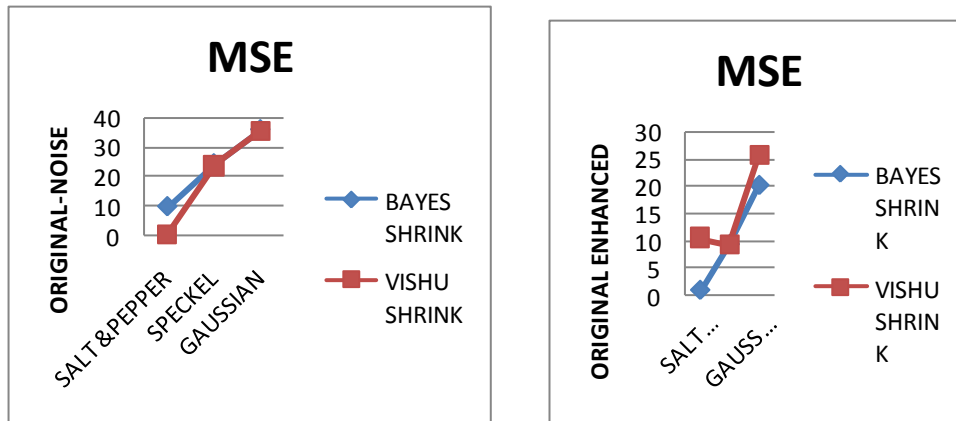 MSE
ORIGINAL-NOISE
40
30
20
10
0
SALT &PEPPER
SPECKEL
GAUSSIAN
BAYES
SHRINK
VISHU
SHRINK
MSE
ORIGINAL ENHANCED
30
25
20
15
10
5
0
SALT...
GAUSS...
BAYES
SHRIN
K
VISHU
SHRIN
K